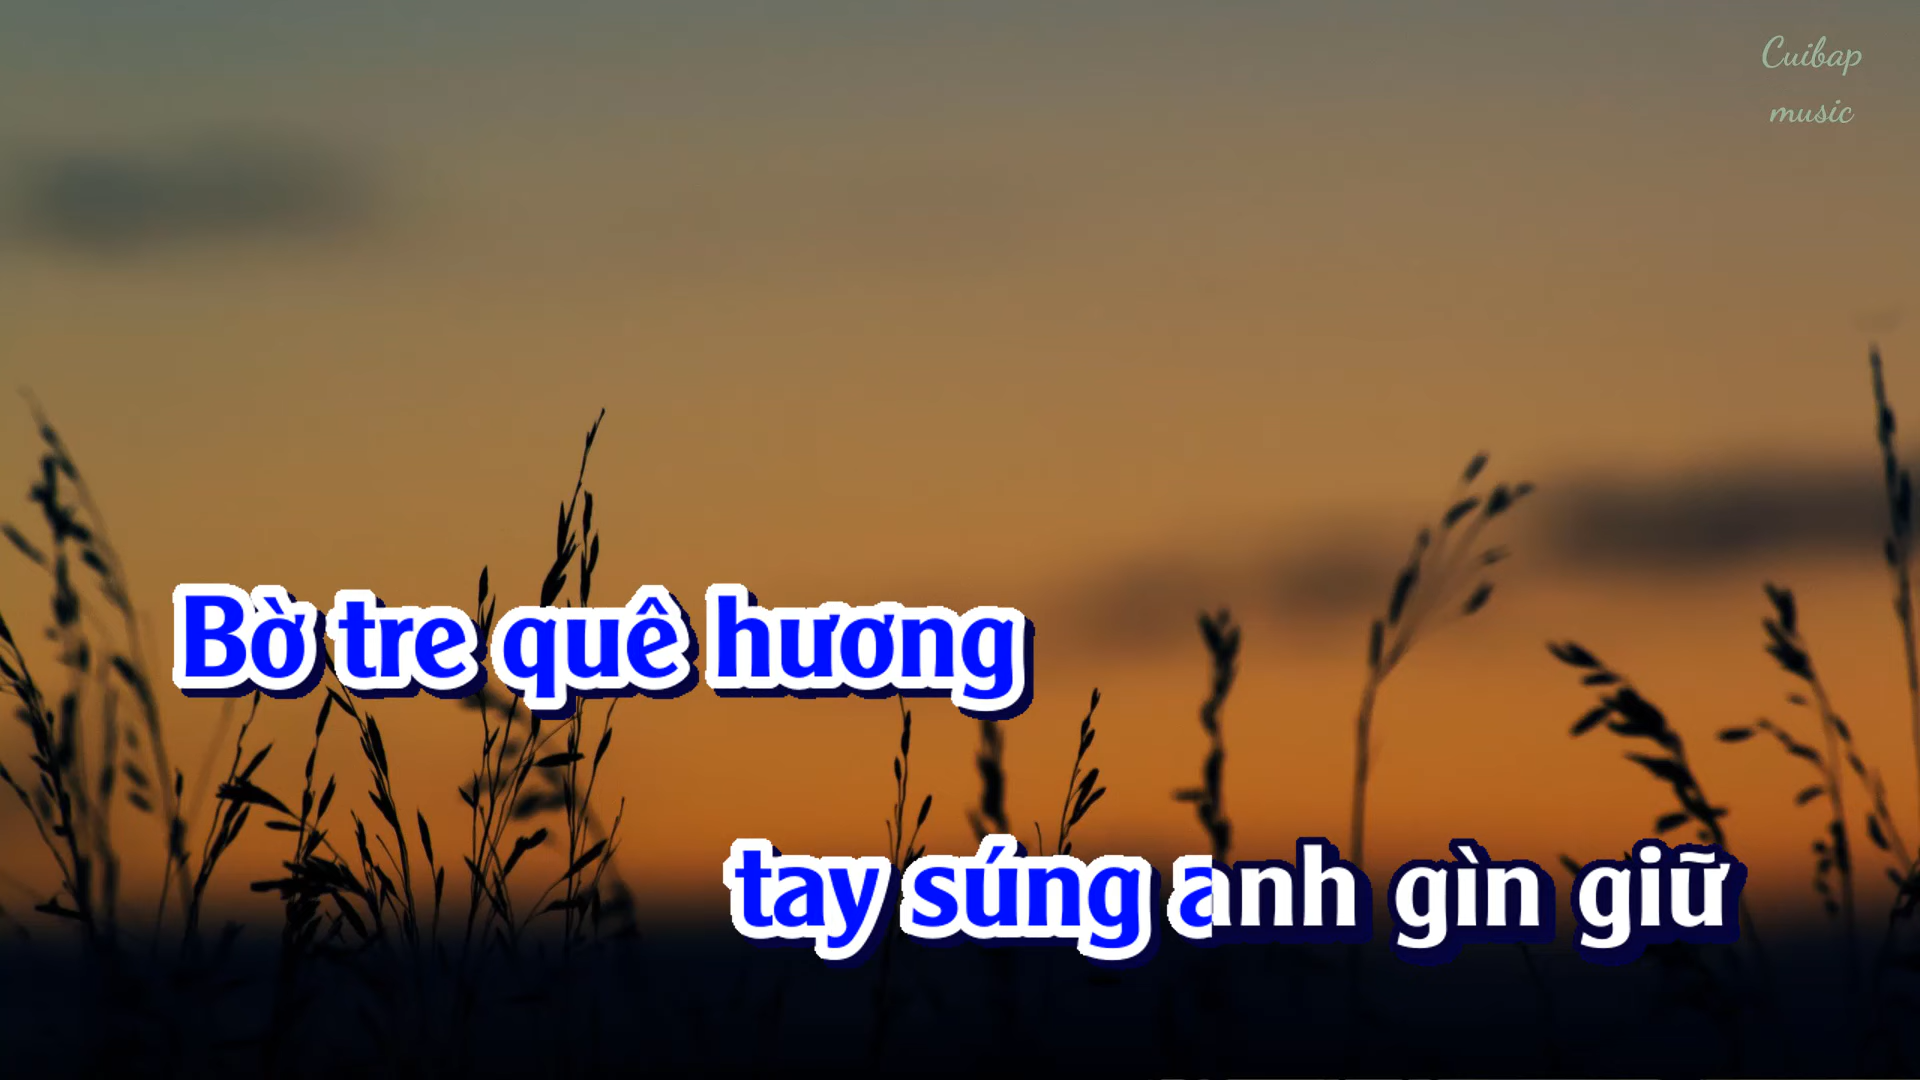 Cuibap
music
Bờ tre quê hương
tay súng anh gìn giữ